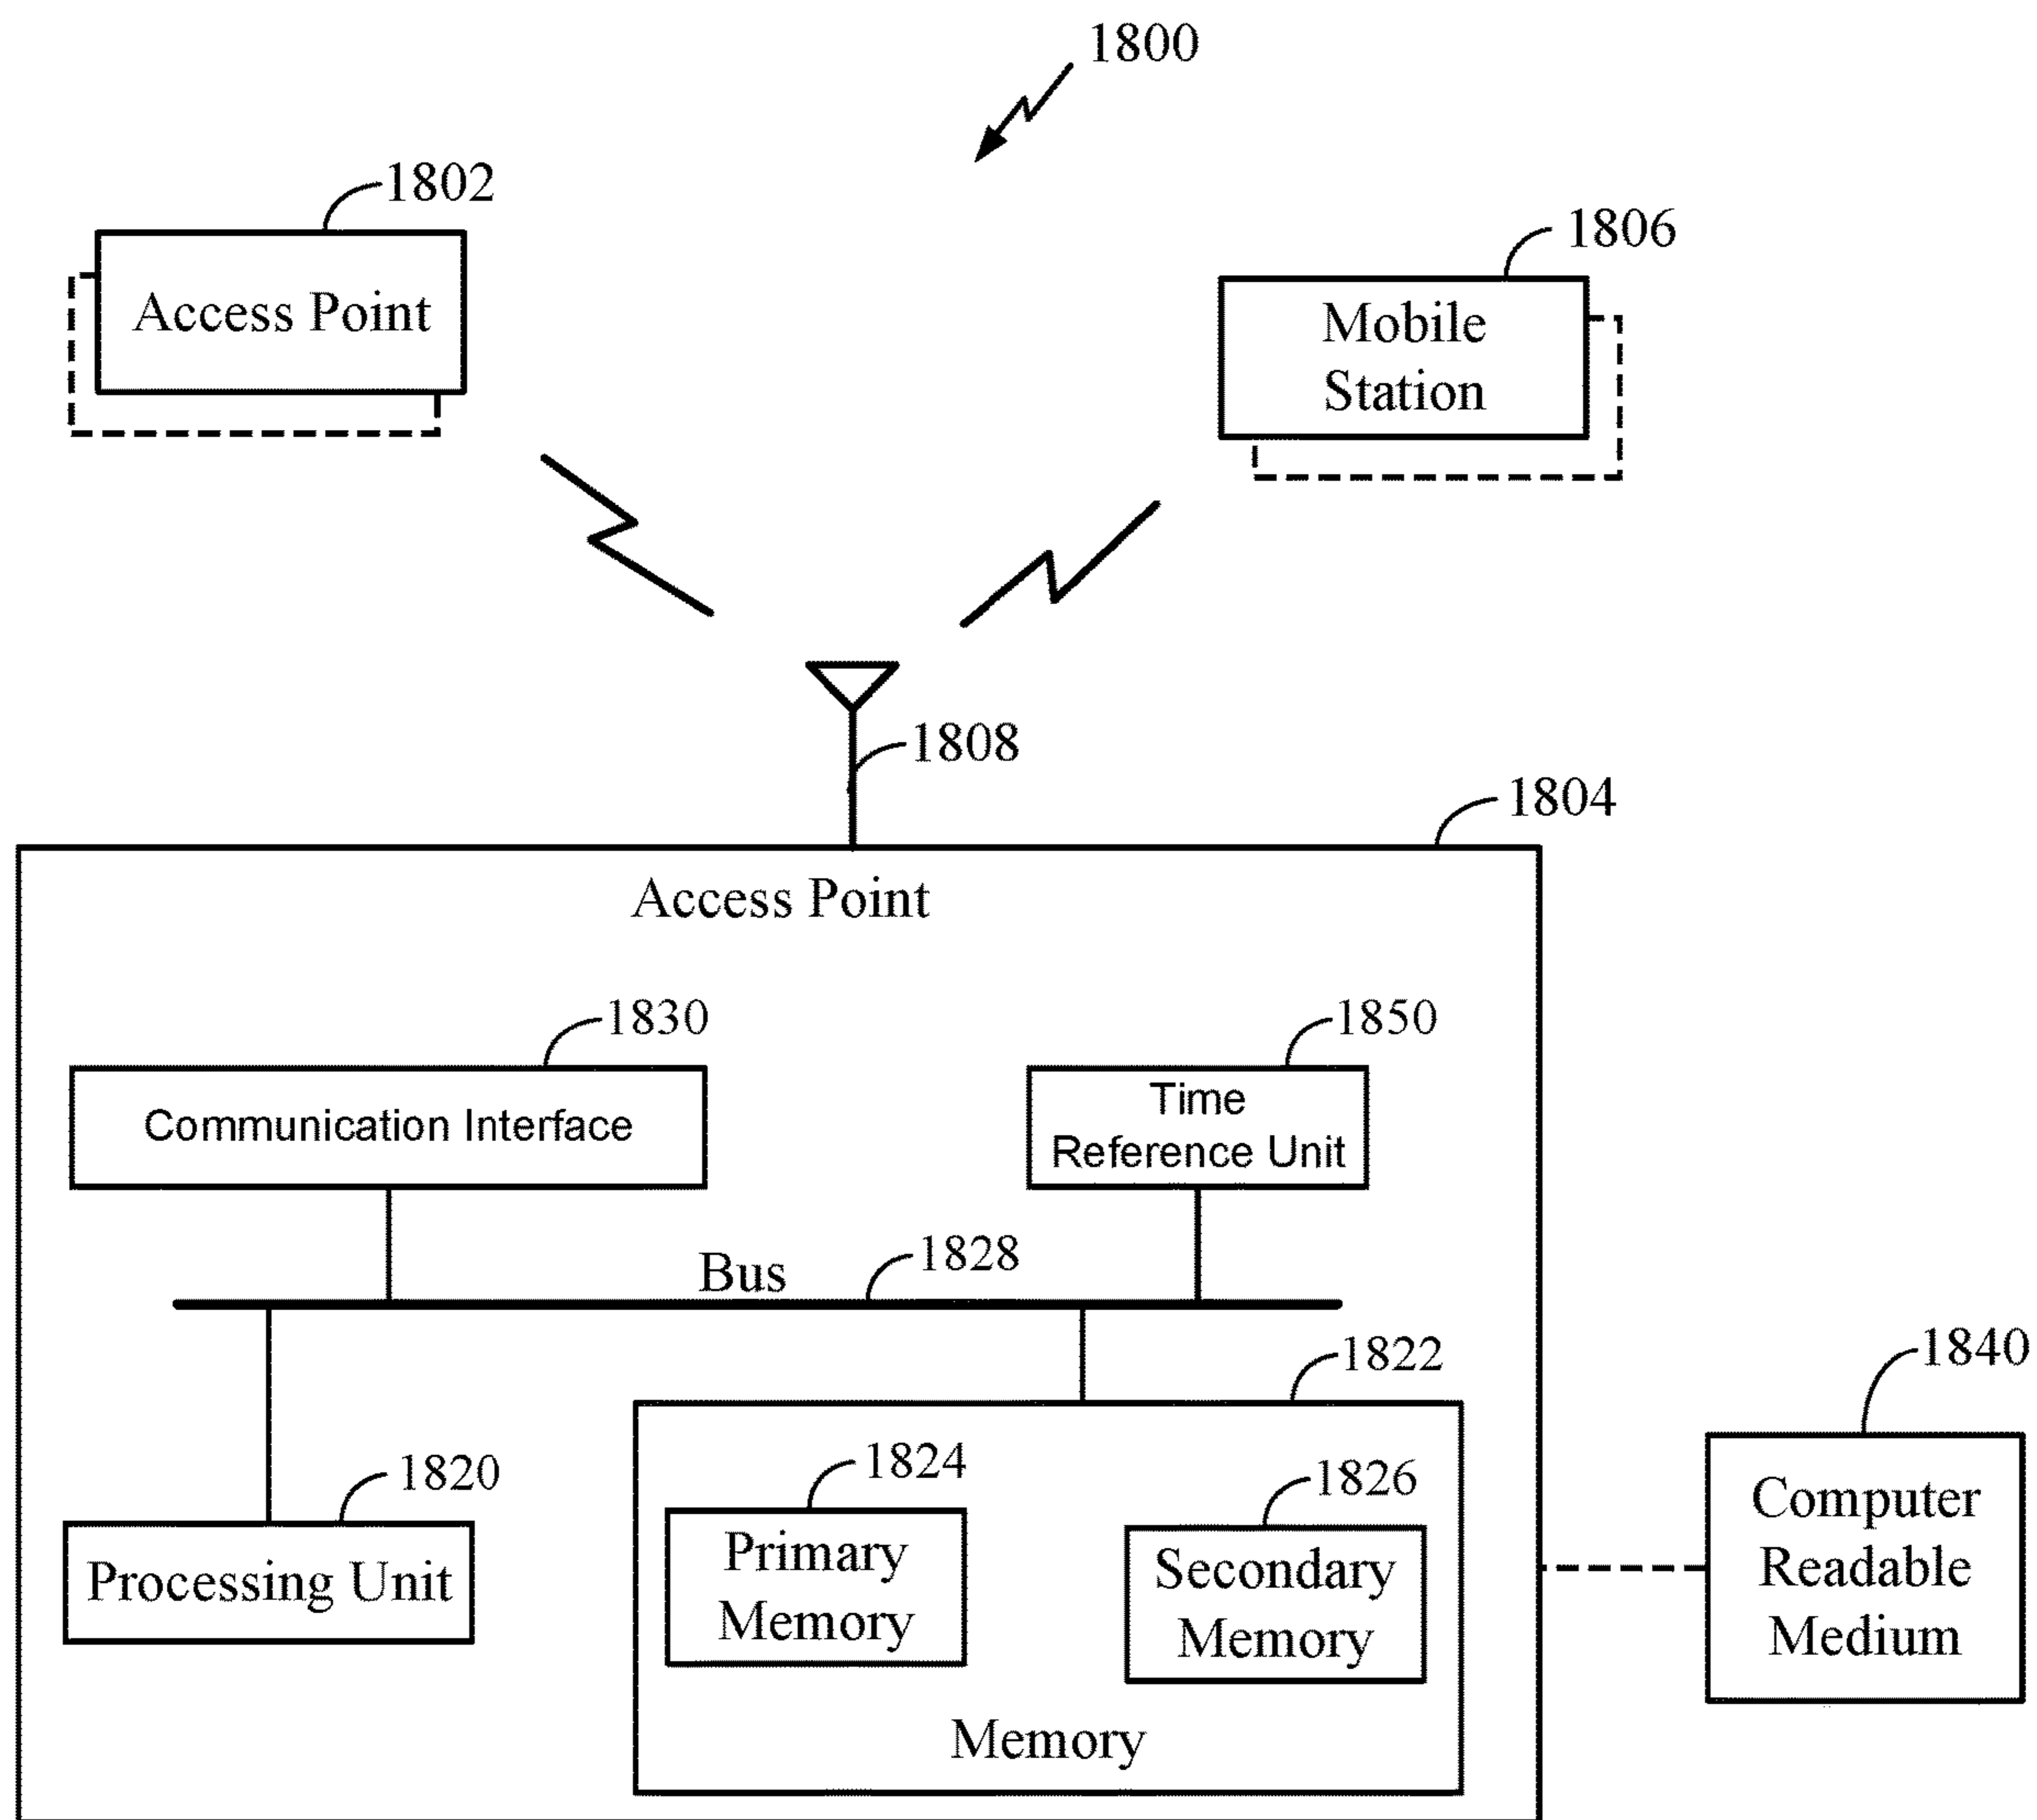 1800
1802
Access Point
1806
Mobile
Station
1808
1804
Access Point
1830
Communication Interface
1850
Time
Reference Unit
Bus
1828
1822
1820
Processing Unit
1824
Primary
Memory
1826
Secondary
Memory
Memory
1840
Computer
Readable
Medium